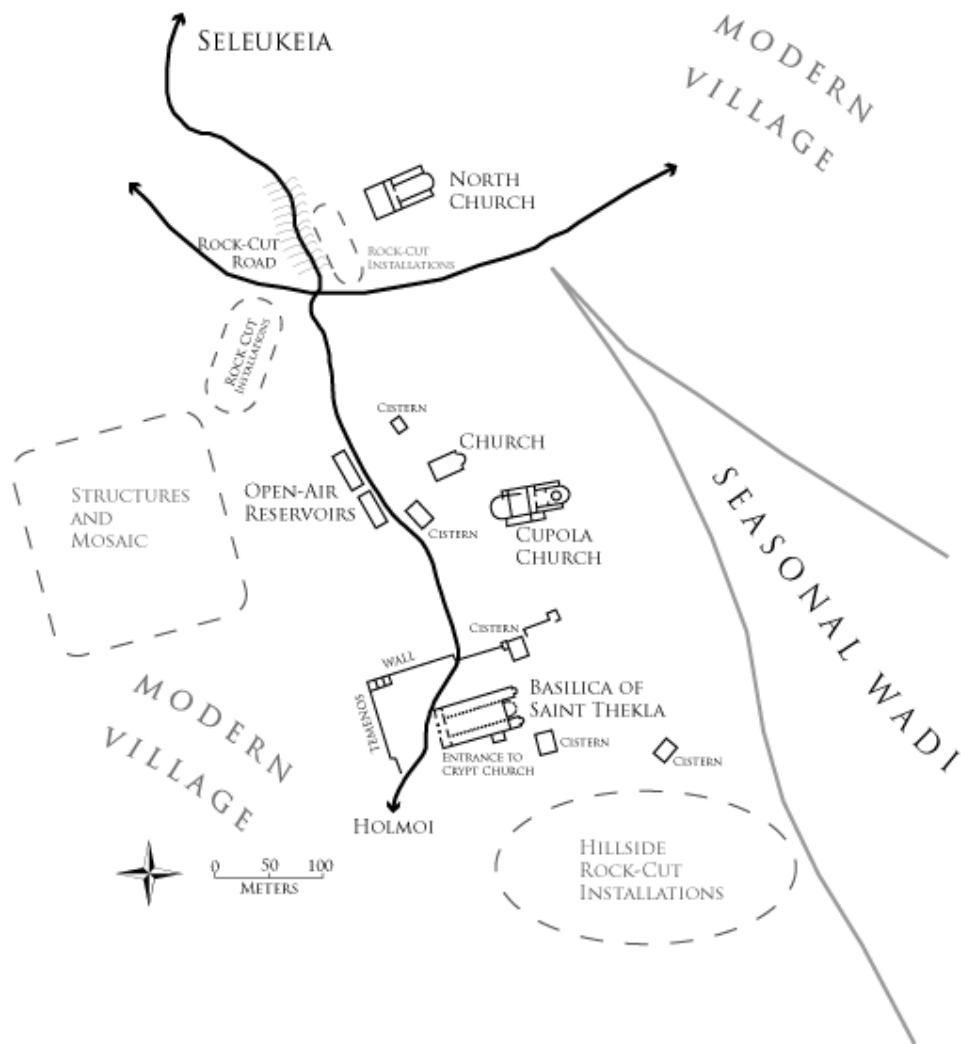 SELEUKEIA
MODERN
VILLAGE
NORTH
CHURCH
ROCK-CUT
ROAD
ROCK-CUT
INSTALLATIONS
ROCK CUT
INSTALLATIONS
CISTERN
CHURCH
STRUCTURES
AND
MOSAIC
OPEN-AIR
RESERVOIRS
CISTERN
CUPOLA
CHURCH
SEASONAL WADI
CISTERN
WALL
TEMENOS
BASILICA OF
SAINT THEKLA
MODERN
VILLAGE
ENTRANCE TO
CRYPT CHURCH
CISTERN
CISTERN
HOLMOI
HILLSIDE
ROCK-CUT
INSTALLATIONS
0 50 100
METERS